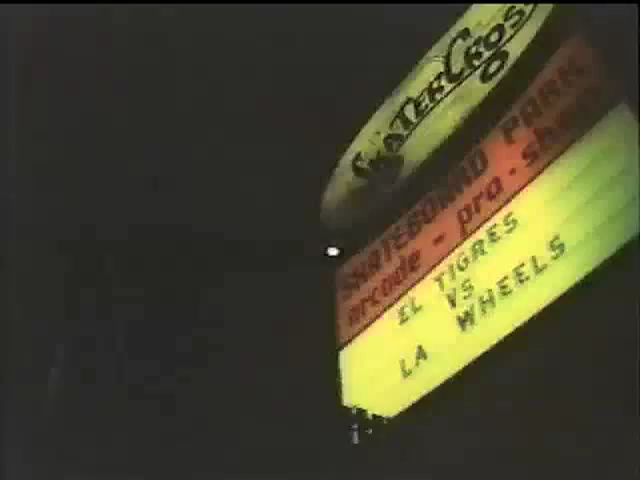 SKATERCROSS
SKATEBOARD PARK
arcade - pro - shop
EL TIGRES
VS
LA WHEELS